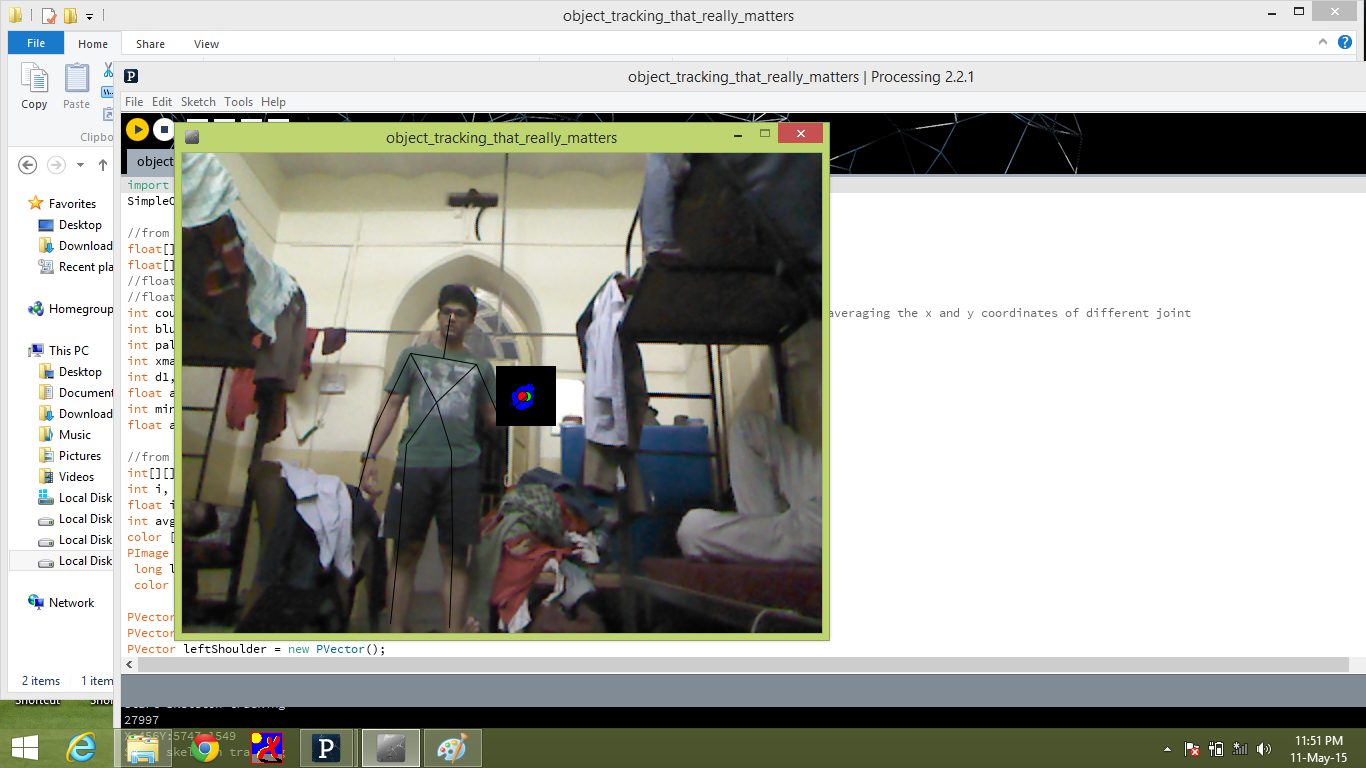 object_tracking_that_really_matters
File Home Share View
Copy Paste
Clipbo
object_tracking_that_really_matters | Processing 2.2.1
File Edit Sketch Tools Help
object_tracking_that_really_matters
object
import
SimpleC
//from
float[]
float[]
//float
//float
int cou
averaging the x and y coordinates of different joint
int blu
int pal
int xma
int d1,
float a
int min
float a
//from
int[][]
int i,
float i
int avg
color [
PImage
long l
color
PVector
PVector
PVector leftShoulder = new PVector();
Favorites
Desktop
Download
Recent pla
Homegroup
This PC
Desktop
Document
Download
Music
Pictures
Videos
Local Disk
Local Disk
Local Disk
Local Disk
Network
2 items 1 item
27997
11:51 PM
11-May-15